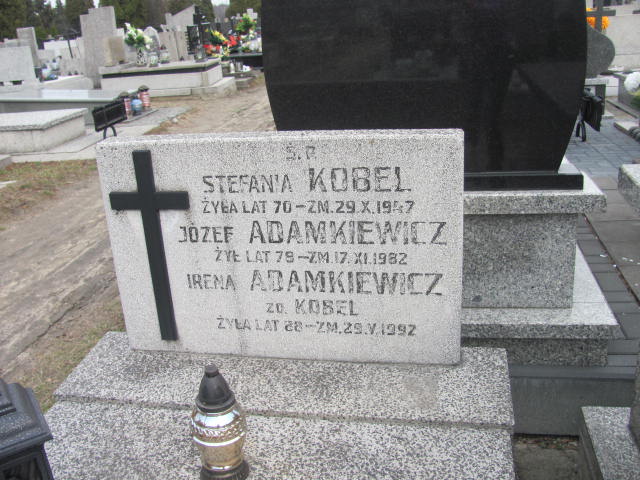 Ś.P.
STEFANIA KOBEL
ŻYŁA LAT 70-ZM.29.X.1947
JÓZEF ADAMKIEWICZ
ŻYŁ LAT 79-ZM.17.XI.1982
IRENA ADAMKIEWICZ
ZD. KOBEL
ŻYŁA LAT 88-ZM.29.V.1992